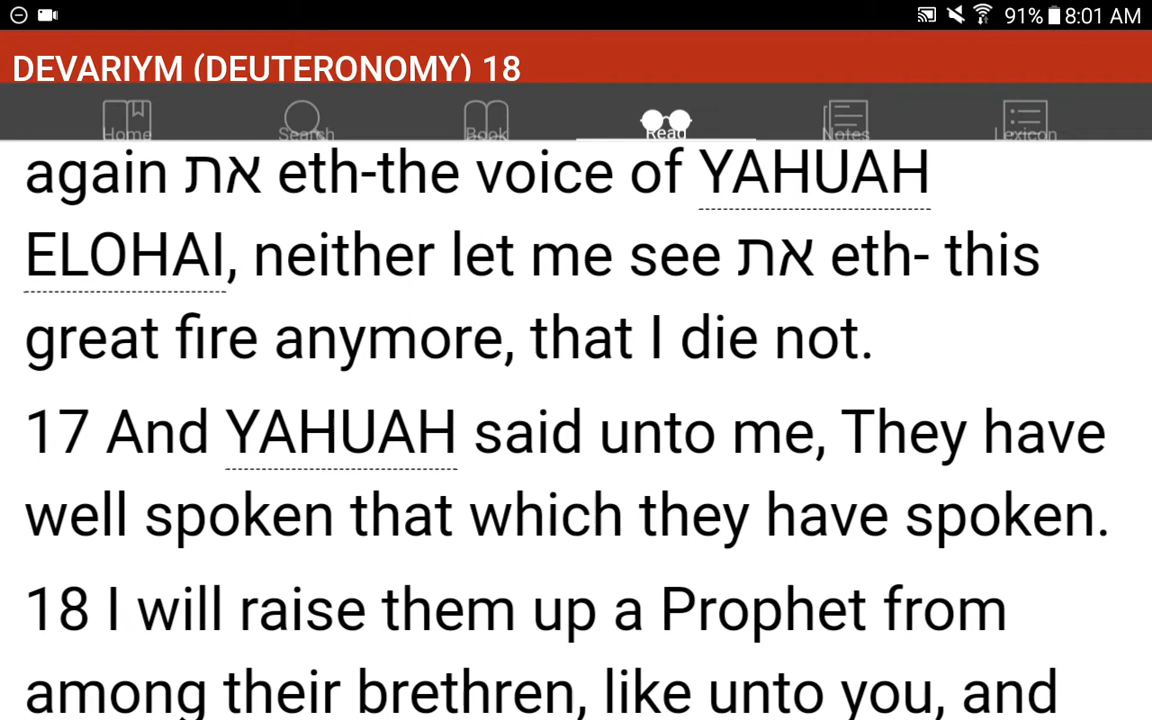 91% 8:01 AM
DEVARIYM (DEUTERONOMY) 18
Home Search Book Read Notes Lexicon
again את eth-the voice of YAHUAH
ELOHAI, neither let me see את eth- this
great fire anymore, that I die not.
17 And YAHUAH said unto me, They have
well spoken that which they have spoken.
18 I will raise them up a Prophet from
among their brethren, like unto you, and